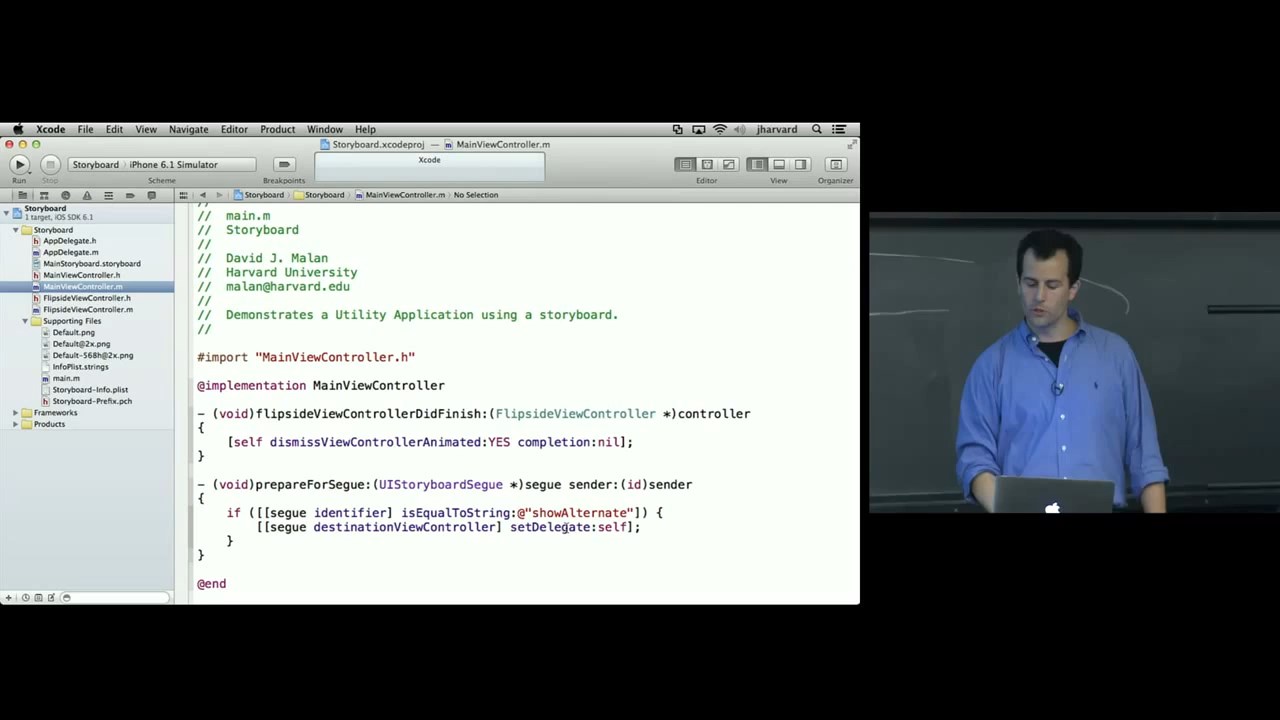 Xcode File Edit View Navigate Editor Product Window Help jharvard
Storyboard.xcodeproj — MainViewController.m
Storyboard iPhone 6.1 Simulator
Xcode
Run Stop Scheme Breakpoints Editor View Organizer
Storyboard Storyboard MainViewController.m No Selection
Storyboard
1 target, iOS SDK 6.1
Storyboard
AppDelegate.h
AppDelegate.m
MainStoryboard.storyboard
MainViewController.h
MainViewController.m
FlipsideViewController.h
FlipsideViewController.m
Supporting Files
Default.png
Default@2x.png
Default-568h@2x.png
InfoPlist.strings
main.m
Storyboard-Info.plist
Storyboard-Prefix.pch
Frameworks
Products
//
// main.m
// Storyboard
//
// David J. Malan
// Harvard University
// malan@harvard.edu
//
// Demonstrates a Utility Application using a storyboard.
//
#import "MainViewController.h"
@implementation MainViewController
- (void)flipsideViewControllerDidFinish:(FlipsideViewController *)controller
{
[self dismissViewControllerAnimated:YES completion:nil];
}
- (void)prepareForSegue:(UIStoryboardSegue *)segue sender:(id)sender
{
if ([[segue identifier] isEqualToString:@"showAlternate"]) {
[[segue destinationViewController] setDelegate:self];
}
}
@end